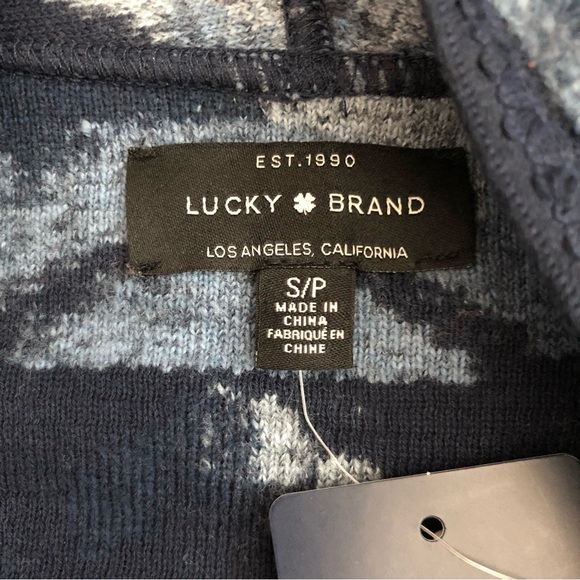 EST.1990
LUCKY BRAND
LOS ANGELES, CALIFORNIA
S/P
MADE IN
CHINA
FABRIQUÉ EN
CHINE